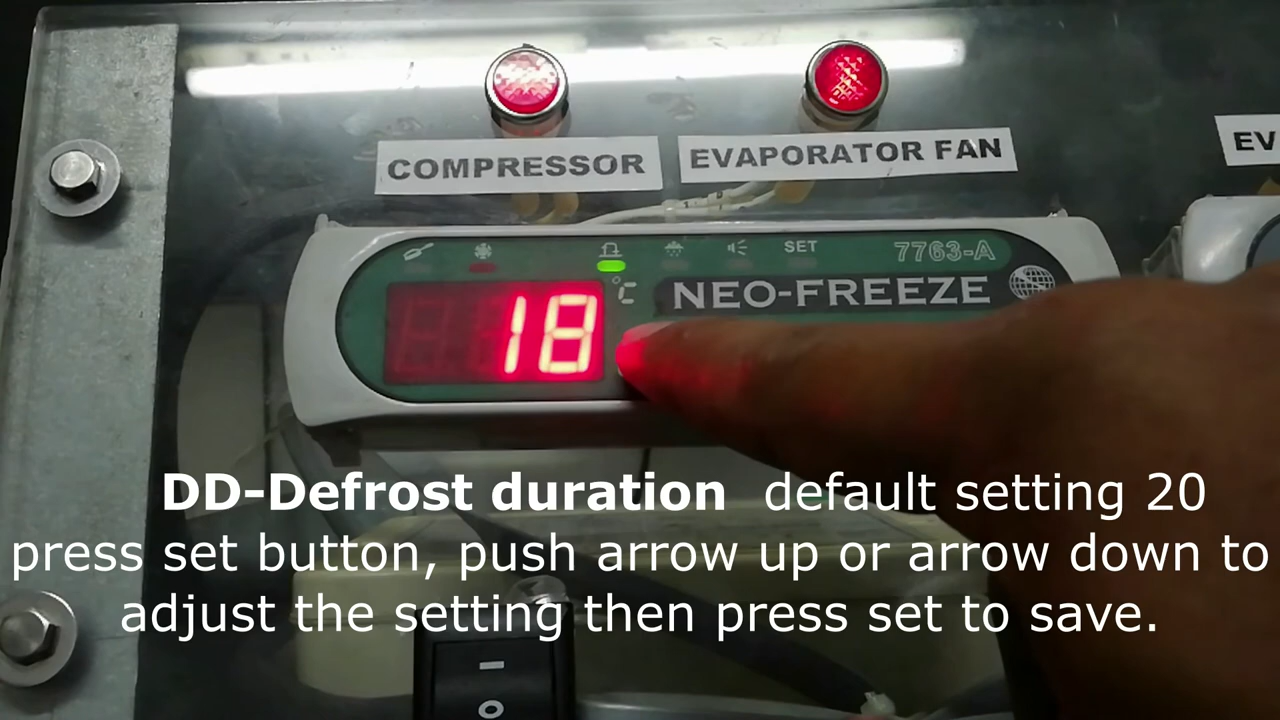 COMPRESSOR
EVAPORATOR FAN
EV
SET
7763-A
°C
NEO-FREEZE
18
DD-Defrost duration default setting 20
press set button, push arrow up or arrow down to
adjust the setting then press set to save.